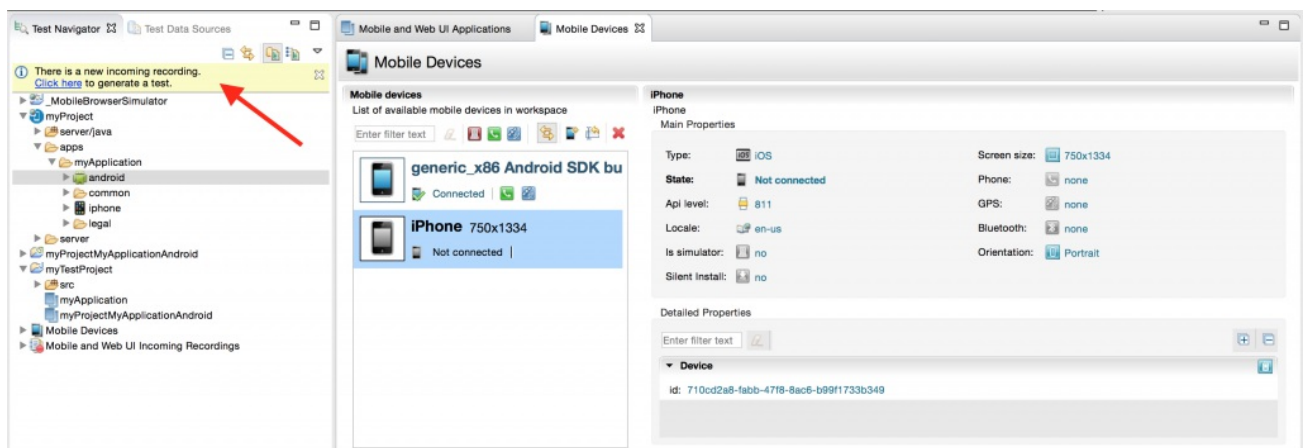 Test Navigator
Test Data Sources
There is a new incoming recording.
Click here to generate a test.
_MobileBrowserSimulator
myProject
server/java
apps
myApplication
android
common
iphone
legal
server
myProjectMyApplicationAndroid
myTestProject
src
myApplication
myProjectMyApplicationAndroid
Mobile Devices
Mobile and Web UI Incoming Recordings
Mobile and Web UI Applications
Mobile Devices
Mobile Devices
Mobile devices
List of available mobile devices in workspace
Enter filter text
generic_x86 Android SDK bu
Connected
iPhone 750x1334
Not connected
iPhone
iPhone
Main Properties
Type: iOS iOS
Screen size: 750x1334
State: Not connected
Phone: none
Api level: 811
GPS: none
Locale: en-us
Bluetooth: none
Is simulator: no
Orientation: Portrait
Silent Install: no
Detailed Properties
Enter filter text
Device
id: 710cd2a8-fabb-47f8-8ac6-b99f1733b349